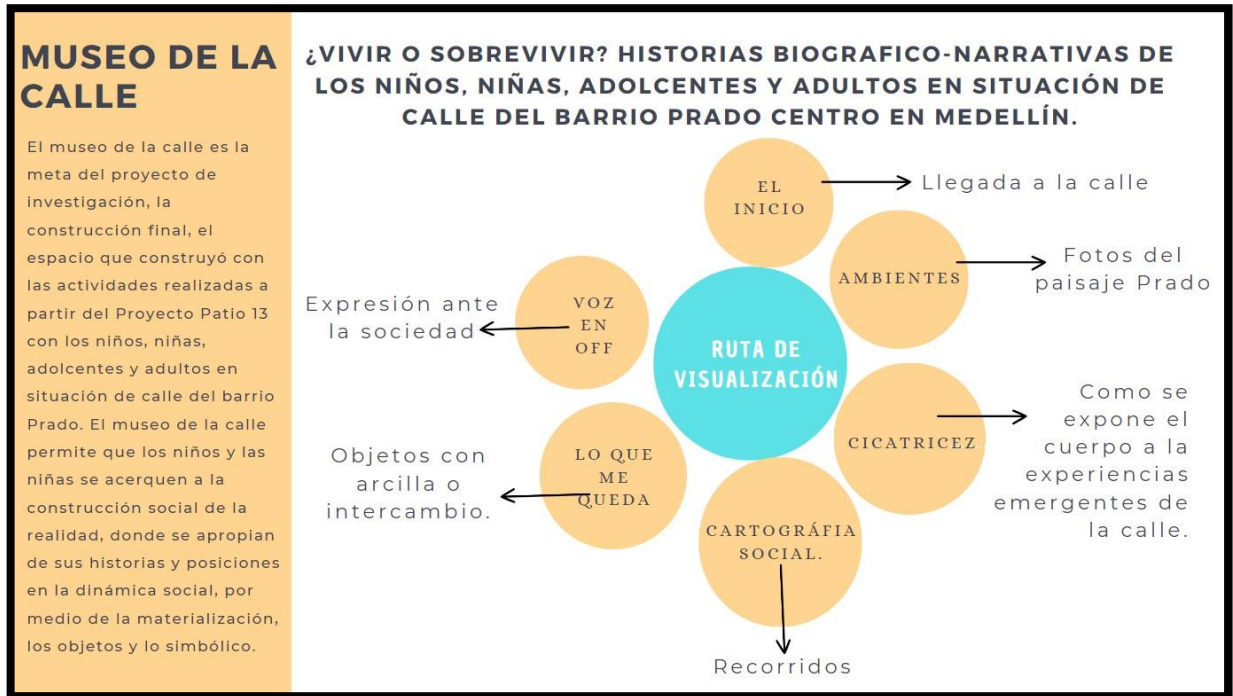 MUSEO DE LA
CALLE
El museo de la calle es la
meta del proyecto de
investigación, la
construcción final, el
espacio que construyó con
las actividades realizadas a
partir del Proyecto Patio 13
con los niños, niñas,
adolcentes y adultos en
situación de calle del barrio
Prado. El museo de la calle
permite que los niños y las
niñas se acerquen a la
construcción social de la
realidad, donde se apropian
de sus historias y posiciones
en la dinámica social, por
medio de la materialización,
los objetos y lo simbólico.
¿VIVIR O SOBREVIVIR? HISTORIAS BIOGRAFICO-NARRATIVAS DE
LOS NIÑOS, NIÑAS, ADOLCENTES Y ADULTOS EN SITUACIÓN DE
CALLE DEL BARRIO PRADO CENTRO EN MEDELLÍN.
RUTA DE
VISUALIZACIÓN
EL
INICIO
Llegada a la calle
AMBIENTES
Fotos del
paisaje Prado
CICATRICEZ
Como se
expone el
cuerpo a la
experiencias
emergentes de
la calle.
CARTOGRÁFIA
SOCIAL.
Recorridos
LO QUE
ME
QUEDA
Objetos con
arcilla o
intercambio.
VOZ
EN
OFF
Expresión ante
la sociedad